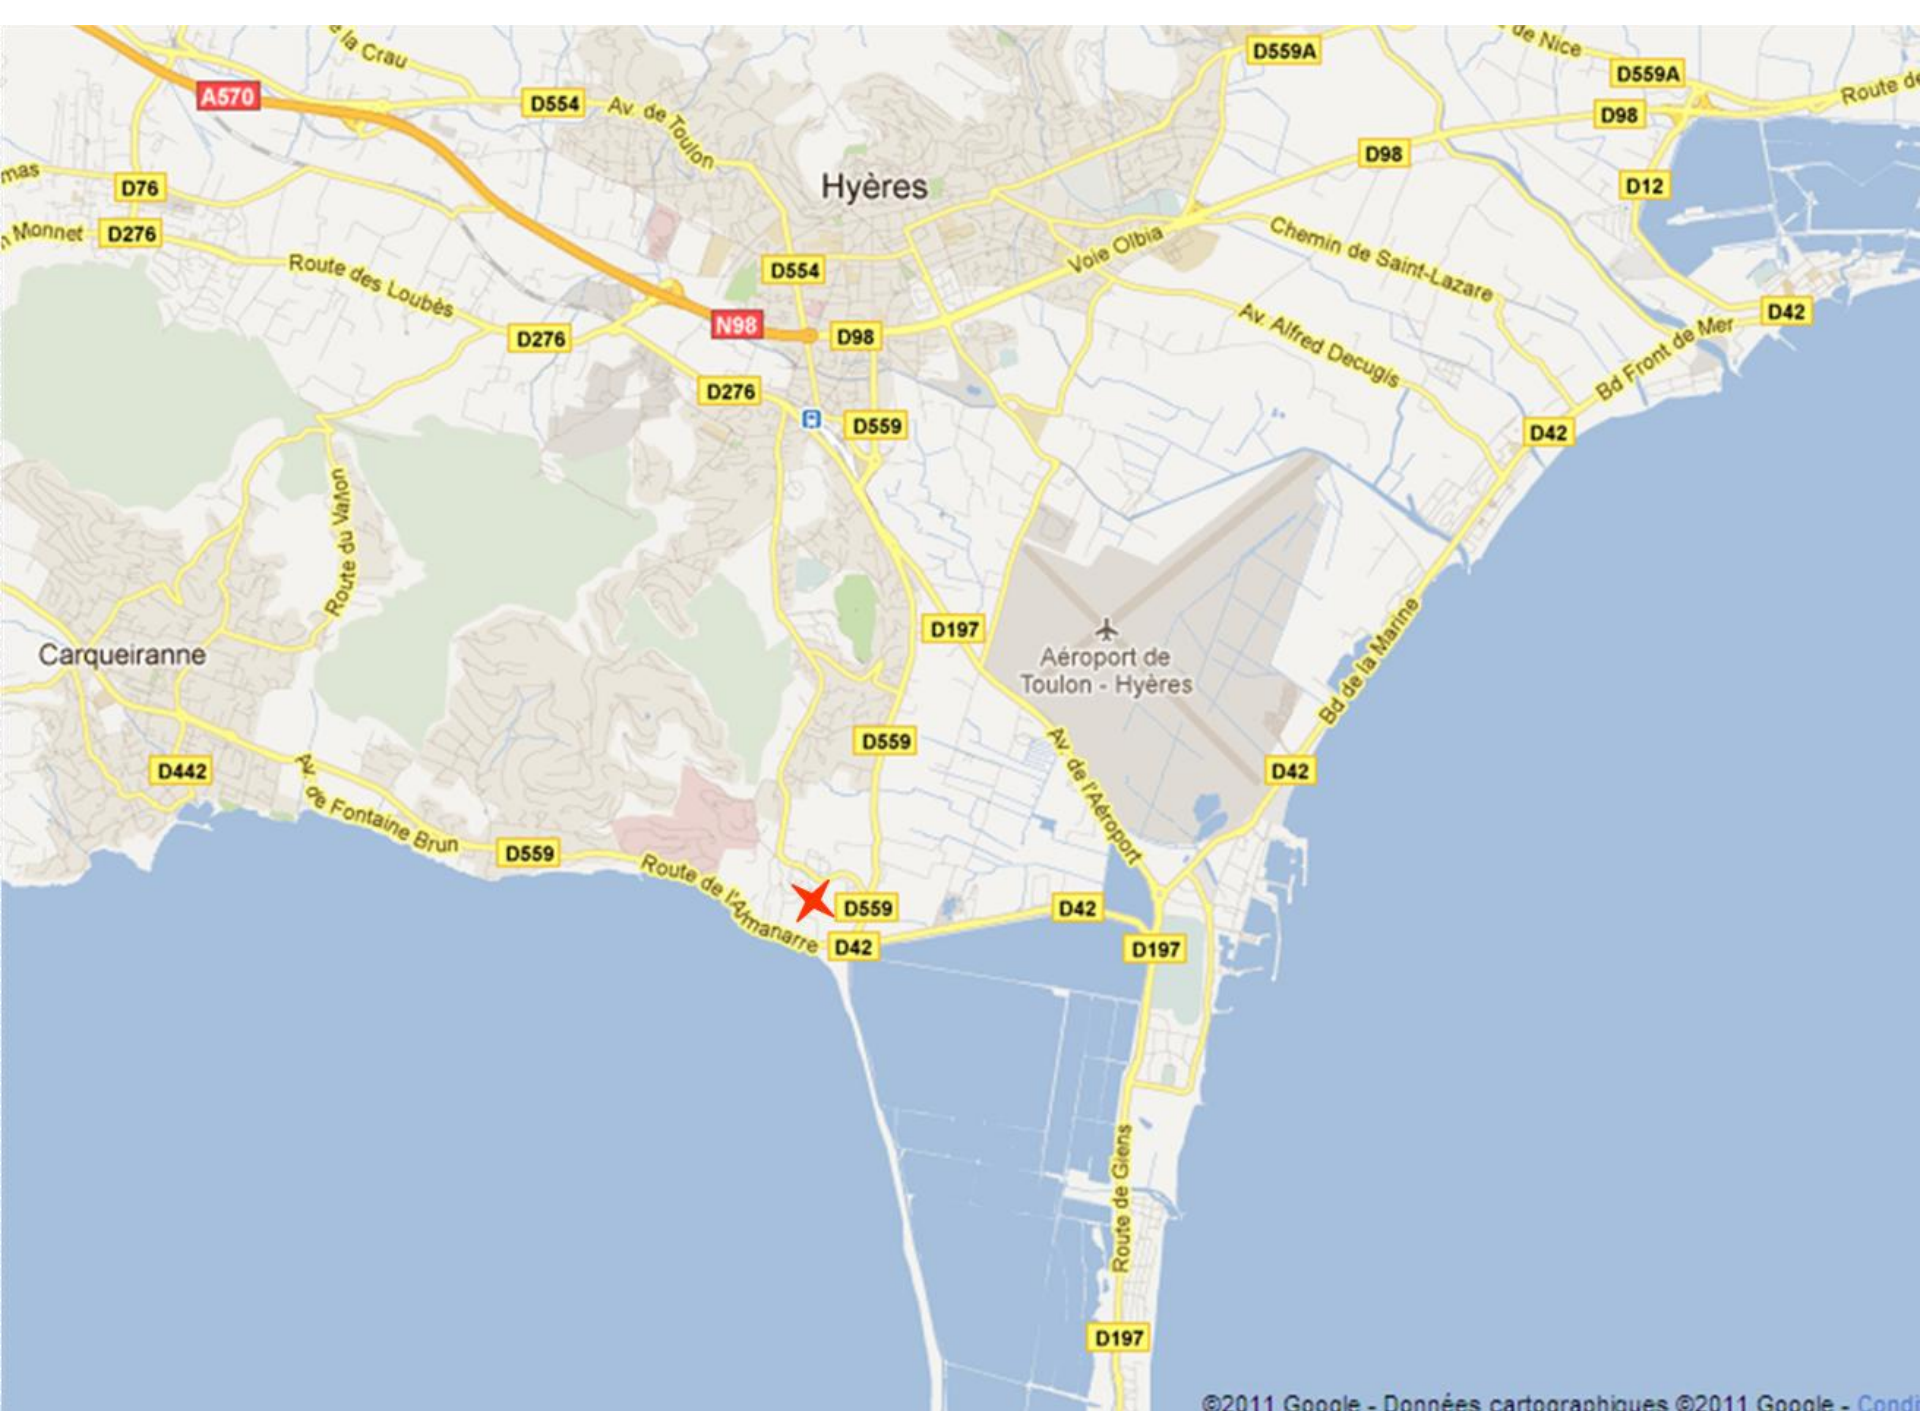 de Nice
la Crau
D559A
D559A
Route de
A570
D554
Av. de Toulon
D98
D98
mas
D76
Hyères
D12
Monnet
D276
Voie Olbia
Chemin de Saint-Lazare
Route des Loubès
D554
D42
N98
D98
D276
Av. Alfred Decugis
Bd Front de Mer
D276
D559
D42
Route du Vallon
D197
Bd de la Marine
Carqueiranne
Aéroport de
Toulon - Hyères
D559
D442
D42
Av. de l'Aéroport
Av. de Fontaine Brun
D559
Route de l'Almanarre
D559
D42
D42
D197
Route de Giens
D197
©2011 Google - Données cartographiques ©2011 Google - Condi